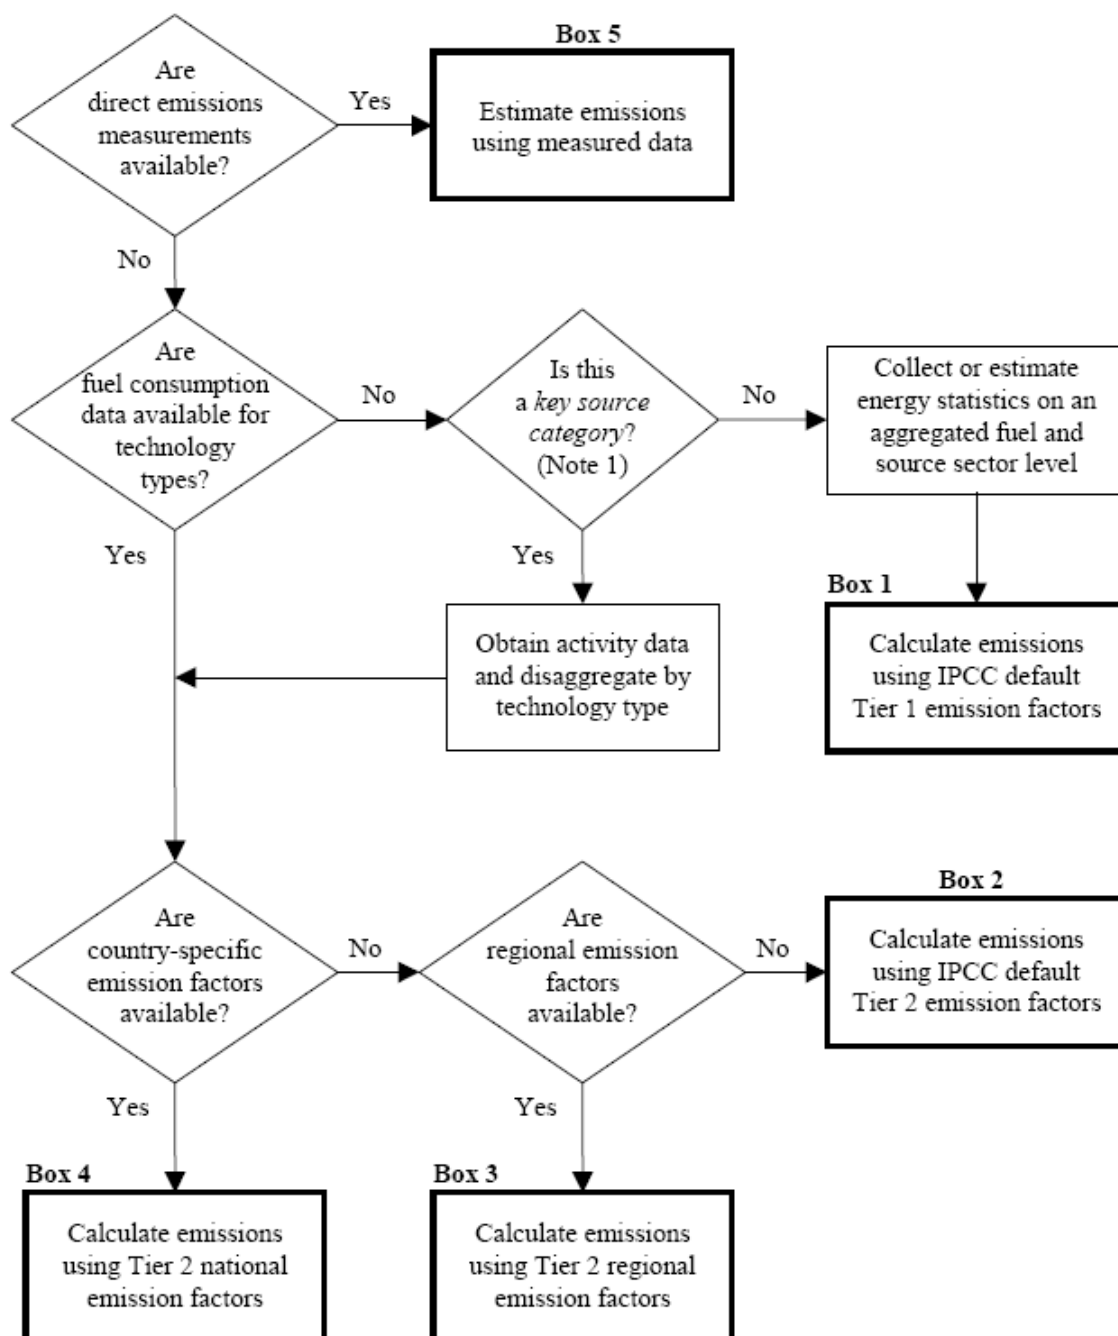 Box 5
Are
direct emissions
measurements
available?
Yes
Estimate emissions
using measured data
No
Are
fuel consumption
data available for
technology
types?
No
Is this
a key source
category?
(Note 1)
No
Collect or estimate
energy statistics on an
aggregated fuel and
source sector level
Yes
Yes
Obtain activity data
and disaggregate by
technology type
Box 1
Calculate emissions
using IPCC default
Tier 1 emission factors
Are
country-specific
emission factors
available?
No
Are
regional emission
factors
available?
No
Box 2
Calculate emissions
using IPCC default
Tier 2 emission factors
Yes
Yes
Box 4
Calculate emissions
using Tier 2 national
emission factors
Box 3
Calculate emissions
using Tier 2 regional
emission factors